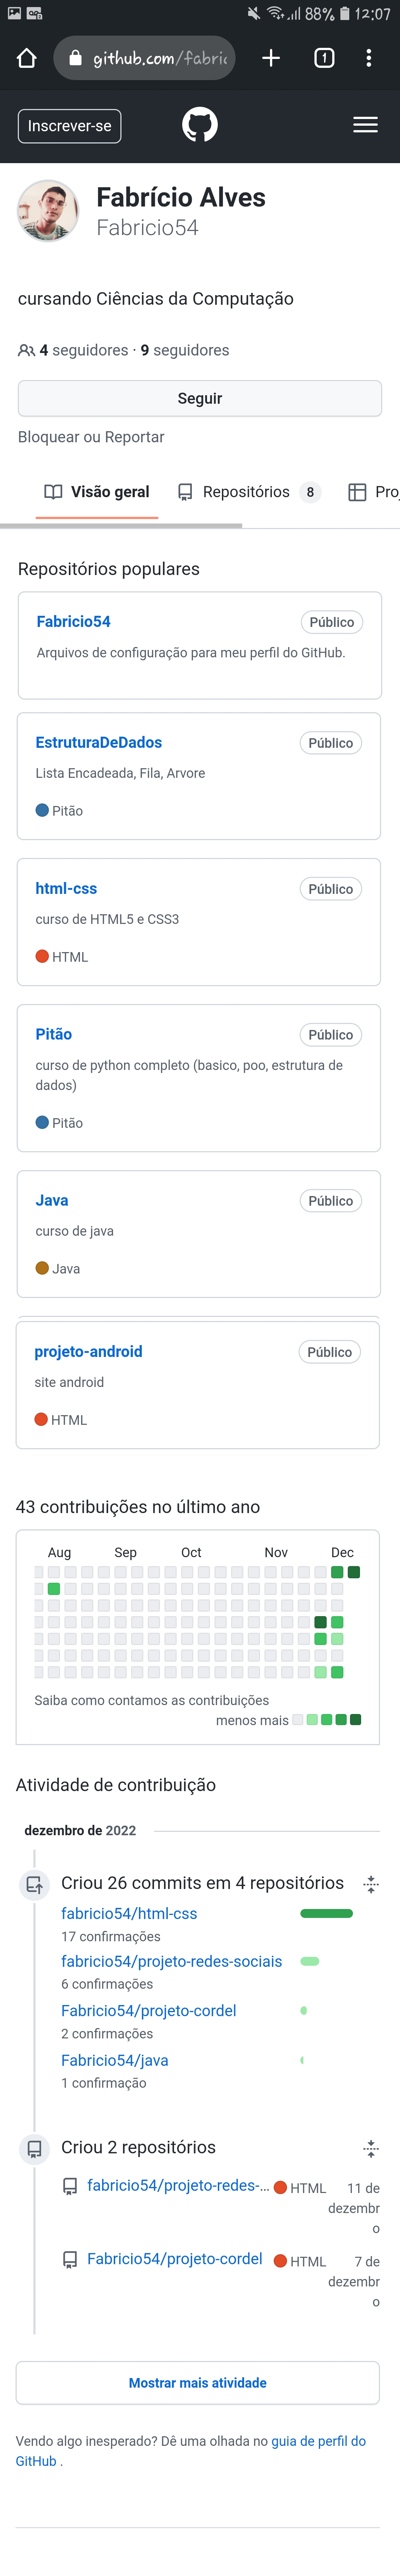 88% 12:07
github.com/fabric
1
Inscrever-se
Fabrício Alves
Fabricio54
cursando Ciências da Computação
4 seguidores · 9 seguidores
Seguir
Bloquear ou Reportar
Visão geral Repositórios 8 Pro
Repositórios populares
Fabricio54 Público
Arquivos de configuração para meu perfil do GitHub.
EstruturaDeDados Público
Lista Encadeada, Fila, Arvore
Pitão
html-css Público
curso de HTML5 e CSS3
HTML
Pitão Público
curso de python completo (basico, poo, estrutura de
dados)
Pitão
Java Público
curso de java
Java
projeto-android Público
site android
HTML
43 contribuições no último ano
Aug Sep Oct Nov Dec
Saiba como contamos as contribuições
menos mais
Atividade de contribuição
dezembro de 2022
Criou 26 commits em 4 repositórios
fabricio54/html-css
17 confirmações
fabricio54/projeto-redes-sociais
6 confirmações
Fabricio54/projeto-cordel
2 confirmações
Fabricio54/java
1 confirmação
Criou 2 repositórios
fabricio54/projeto-redes-... HTML 11 de
dezembr
o
Fabricio54/projeto-cordel HTML 7 de
dezembr
o
Mostrar mais atividade
Vendo algo inesperado? Dê uma olhada no guia de perfil do
GitHub .